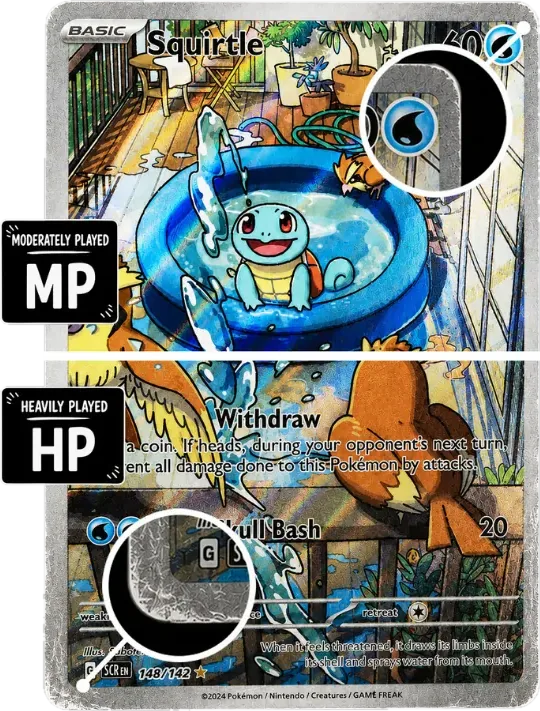 BASIC
Squirtle
60
MODERATELY PLAYED
MP
HEAVILY PLAYED
HP
Withdraw
a coin. If heads, during your opponent's next turn,
ent all damage done to this Pokémon by attacks.
kull Bash
20
G
weak
ce
retreat
Illus.
When it feels threatened, it draws its limbs inside
its shell and sprays water from its mouth.
G SCR EN 148/142
©2024 Pokémon / Nintendo / Creatures / GAME FREAK